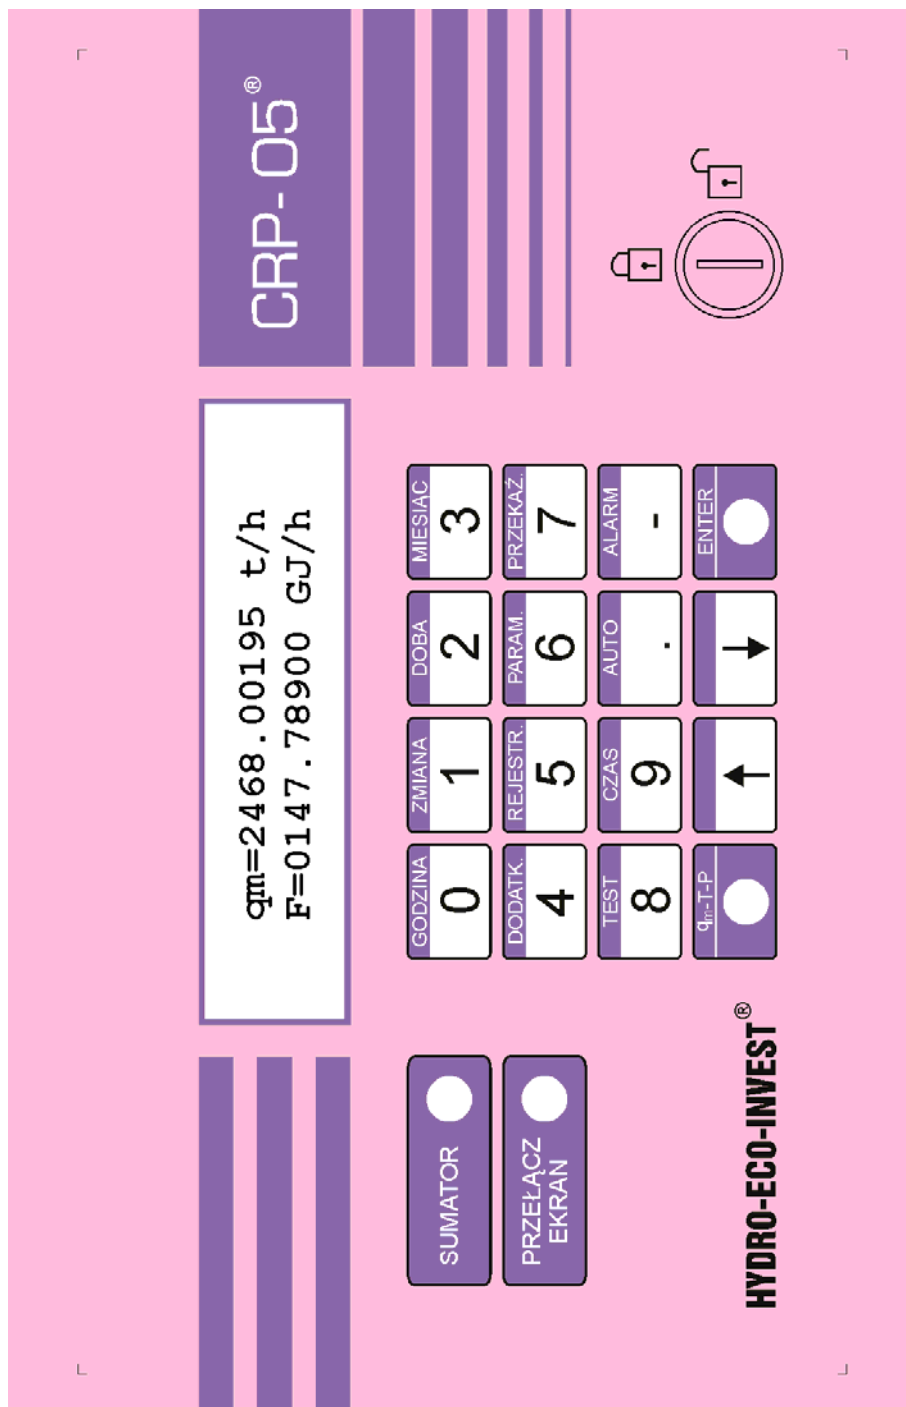 CRP-05®
qm=2468.00195 t/h
F=0147.78900 GJ/h
SUMATOR
PRZEŁĄCZ
EKRAN
GODZINA
0
ZMIANA
1
DOBA
2
MIESIĄC
3
DODATK.
4
REJESTR.
5
PARAM.
6
PRZEKAŹ.
7
TEST
8
CZAS
9
AUTO
.
ALARM
-
qm-T-P
↑
↓
ENTER
HYDRO-ECO-INVEST®